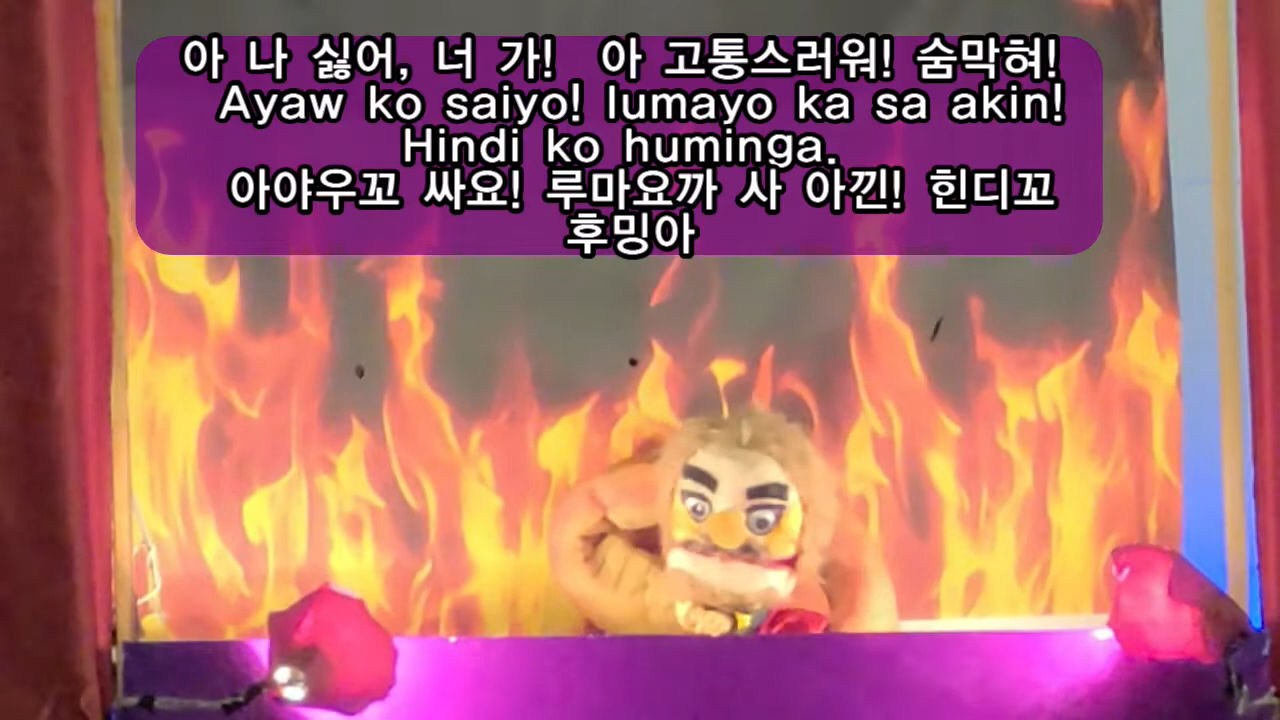 아 나 싫어, 너 가! 아 고통스러워! 숨막혀!
Ayaw ko saiyo! lumayo ka sa akin!
Hindi ko huminga.
아야우꼬 싸요! 루마요까 사 아낀! 힌디꼬
후밍아